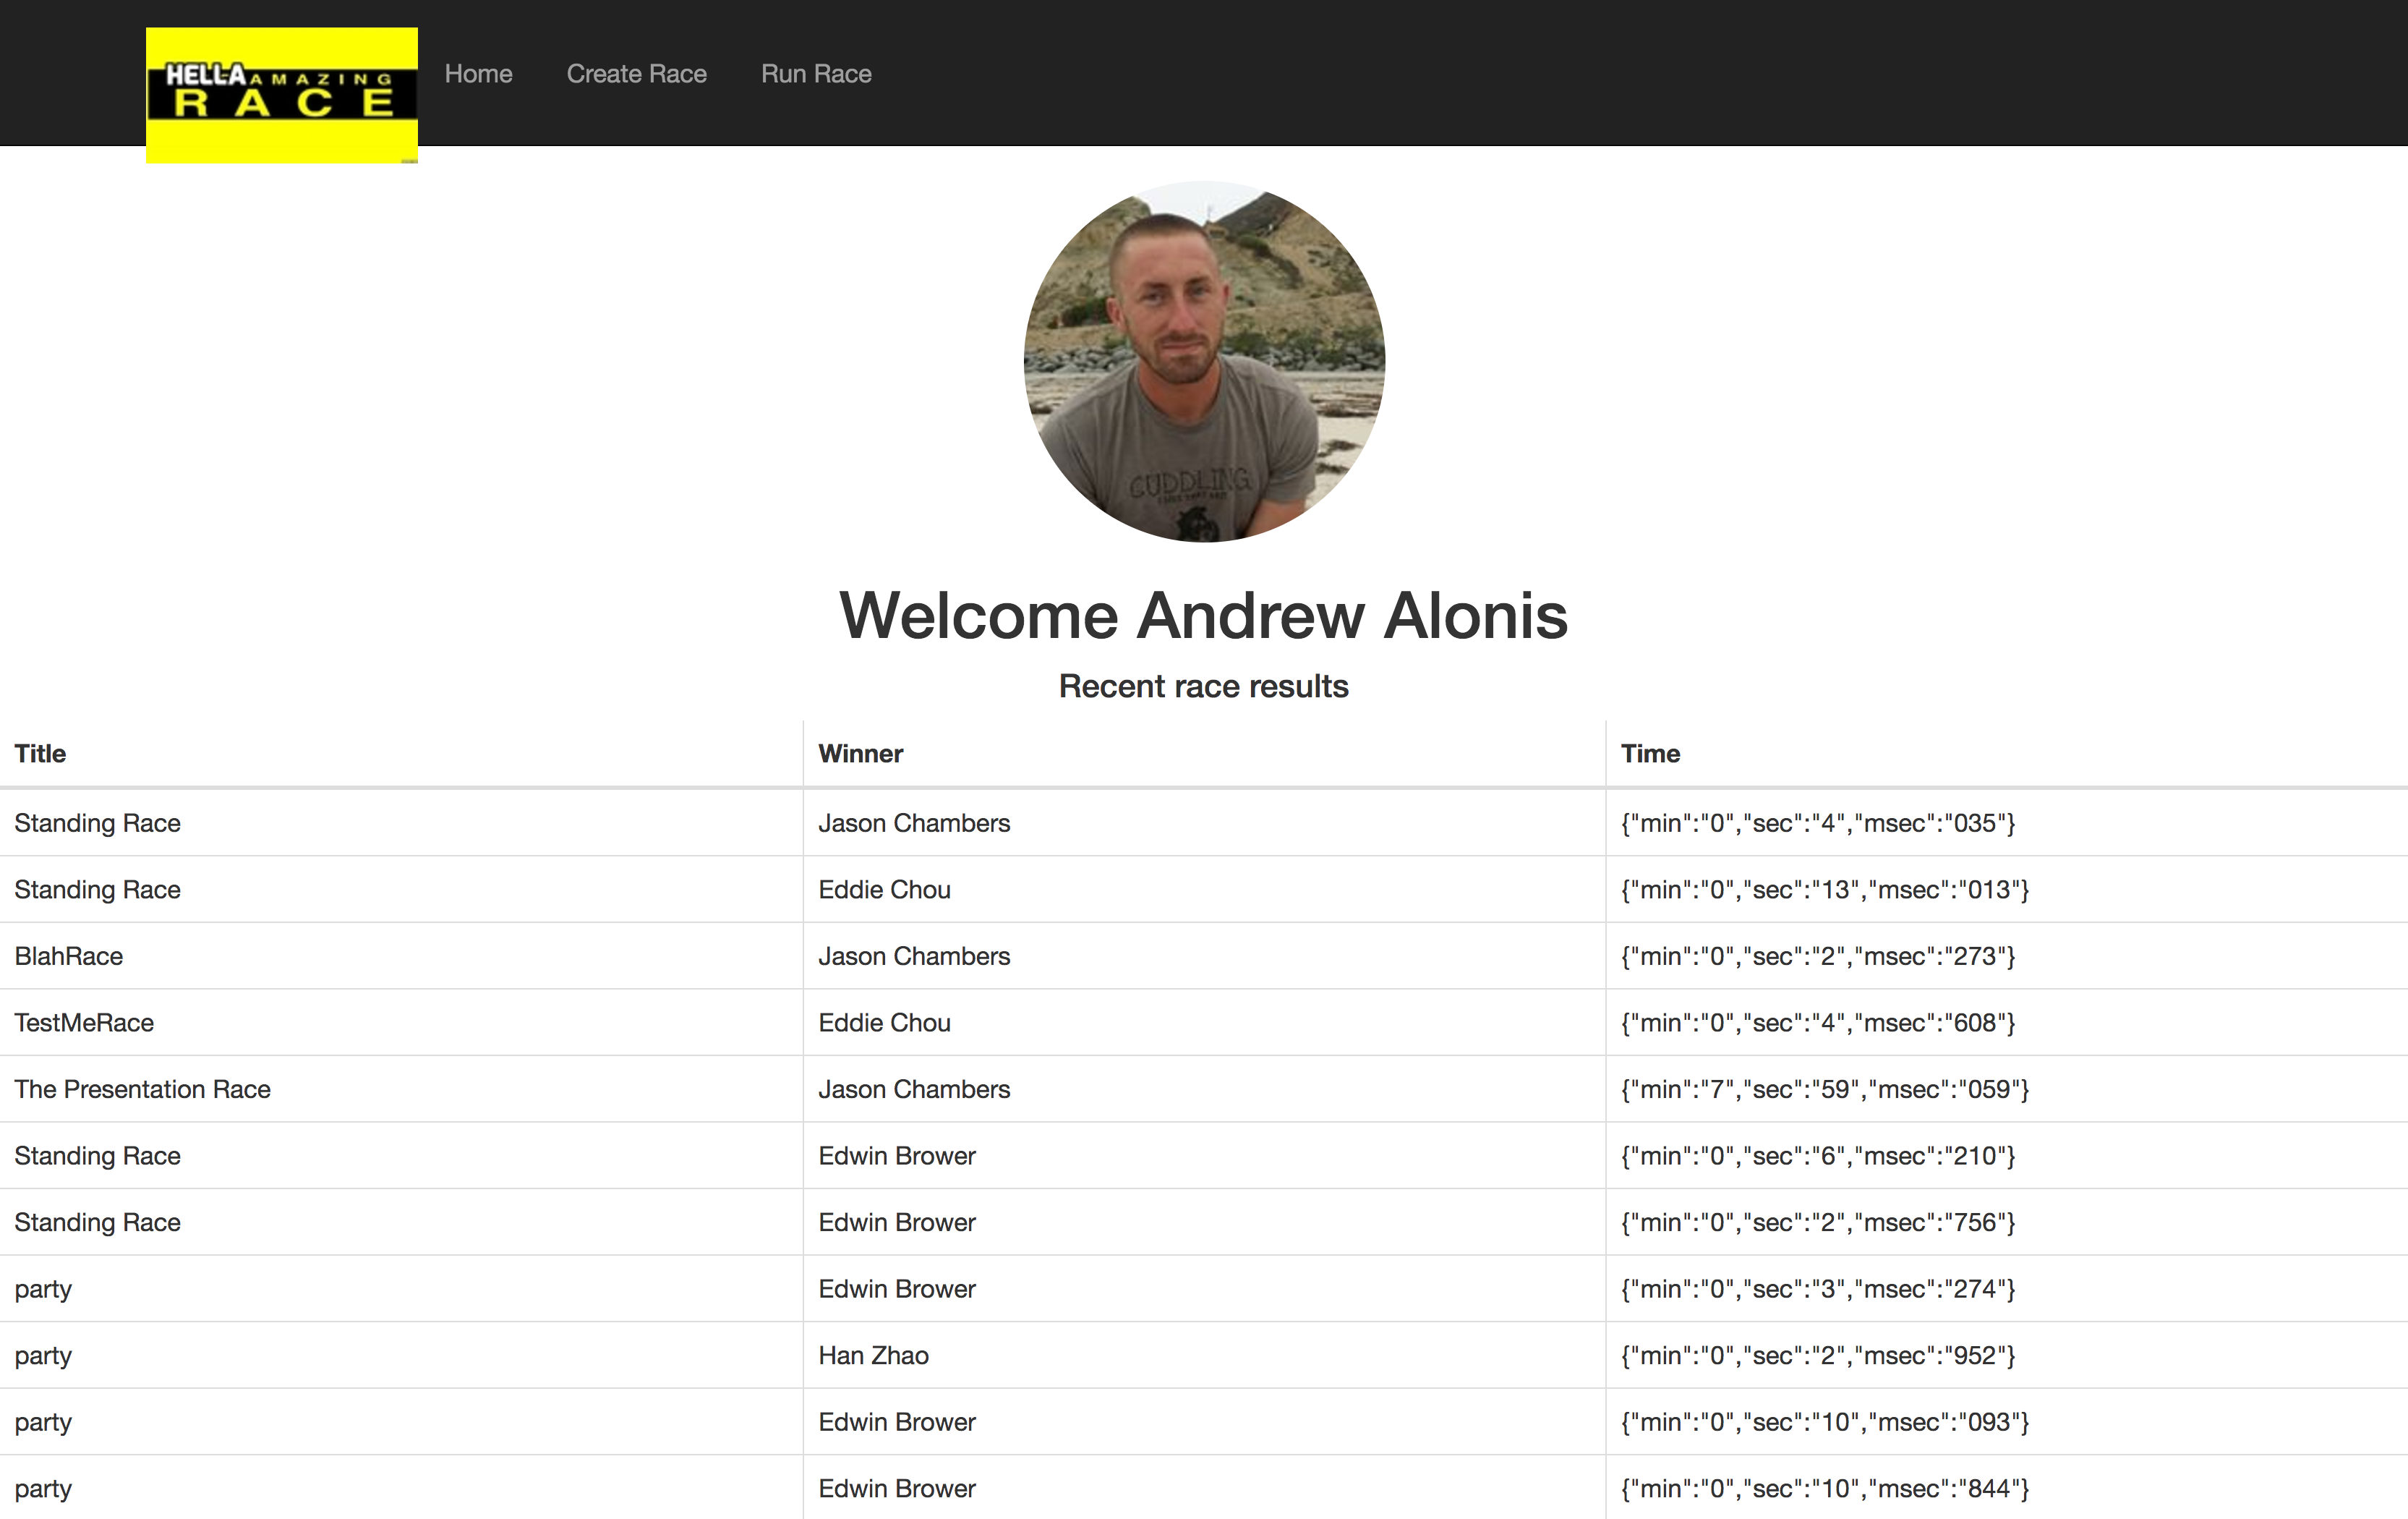 HELLA AMAZING
RACE
Home Create Race Run Race
CUDDLING
Welcome Andrew Alonis
Recent race results
Title Winner Time
Standing Race Jason Chambers {"min":"0","sec":"4","msec":"035"}
Standing Race Eddie Chou {"min":"0","sec":"13","msec":"013"}
BlahRace Jason Chambers {"min":"0","sec":"2","msec":"273"}
TestMeRace Eddie Chou {"min":"0","sec":"4","msec":"608"}
The Presentation Race Jason Chambers {"min":"7","sec":"59","msec":"059"}
Standing Race Edwin Brower {"min":"0","sec":"6","msec":"210"}
Standing Race Edwin Brower {"min":"0","sec":"2","msec":"756"}
party Edwin Brower {"min":"0","sec":"3","msec":"274"}
party Han Zhao {"min":"0","sec":"2","msec":"952"}
party Edwin Brower {"min":"0","sec":"10","msec":"093"}
party Edwin Brower {"min":"0","sec":"10","msec":"844"}